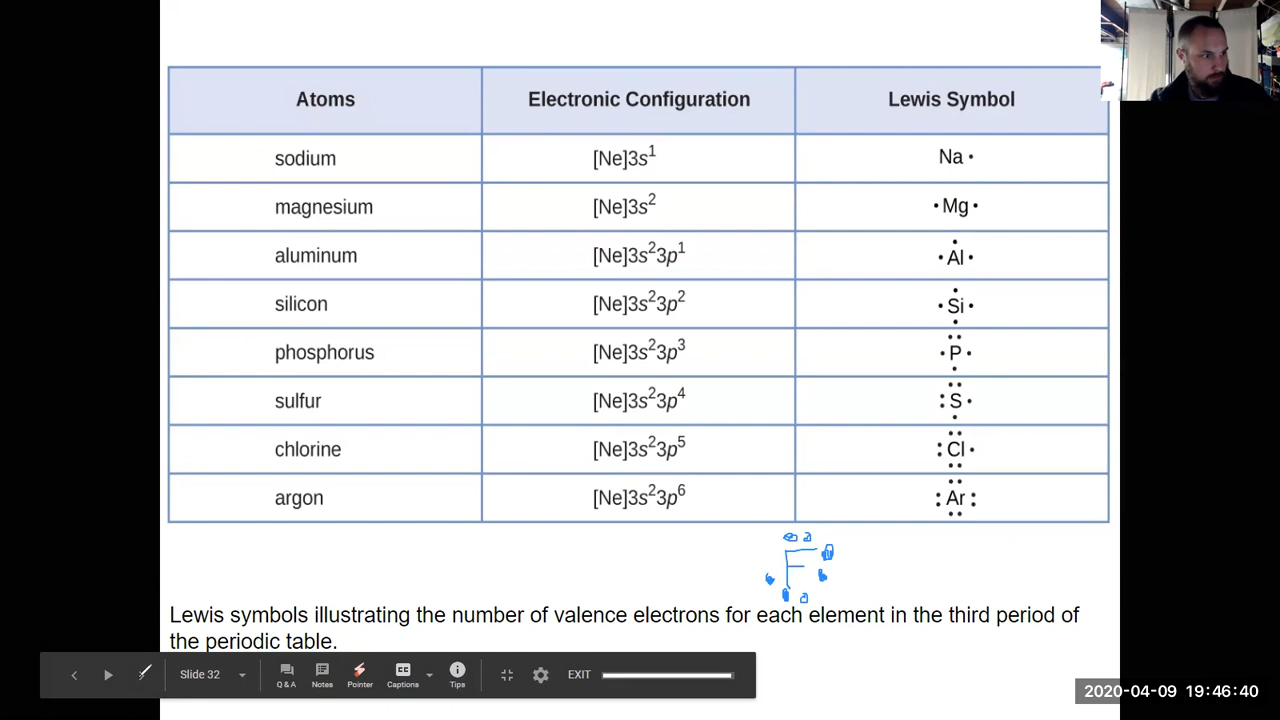 Atoms Electronic Configuration Lewis Symbol
sodium [Ne]3s¹ Na·
magnesium [Ne]3s² ·Mg·
aluminum [Ne]3s²3p¹ ·Al·
silicon [Ne]3s²3p² ·Si·
phosphorus [Ne]3s²3p³ ·P·
sulfur [Ne]3s²3p⁴ :S·
chlorine [Ne]3s²3p⁵ :Cl·
argon [Ne]3s²3p⁶ :Ar:
F
Lewis symbols illustrating the number of valence electrons for each element in the third period of
the periodic table.
Slide 32 Q & A Notes Pointer Captions Tips EXIT
2020-04-09 19:46:40